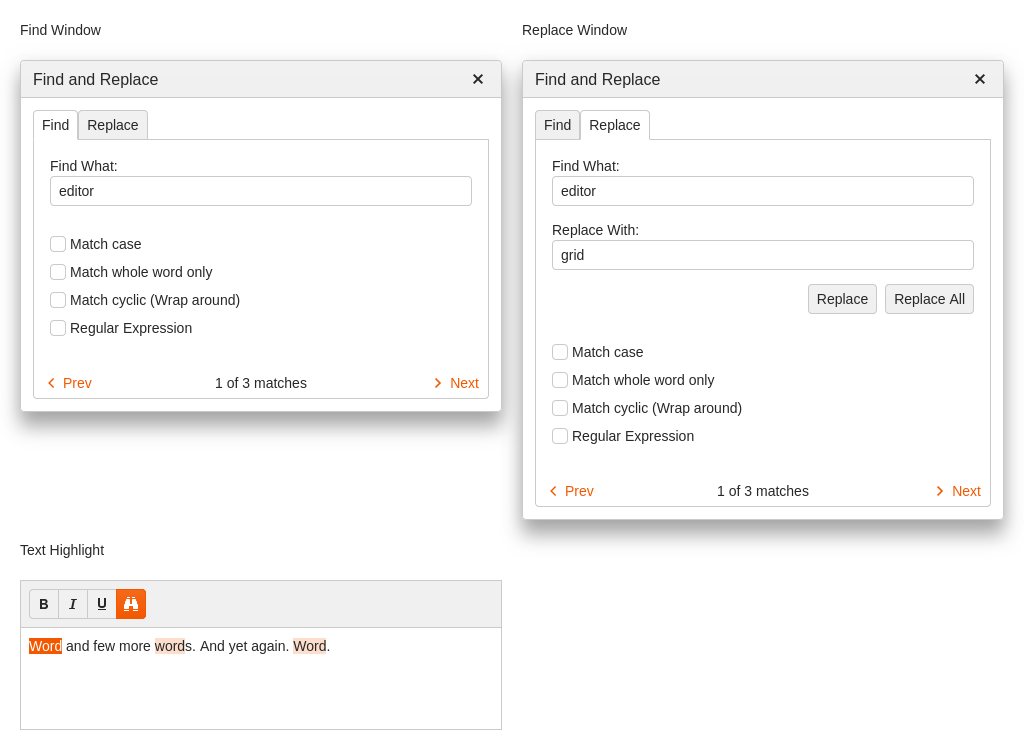 Find Window
Find and Replace
Find Replace
Find What:
editor
Match case
Match whole word only
Match cyclic (Wrap around)
Regular Expression
Prev 1 of 3 matches Next
Replace Window
Find and Replace
Find Replace
Find What:
editor
Replace With:
grid
Replace Replace All
Match case
Match whole word only
Match cyclic (Wrap around)
Regular Expression
Prev 1 of 3 matches Next
Text Highlight
B I U
Word and few more words. And yet again. Word.